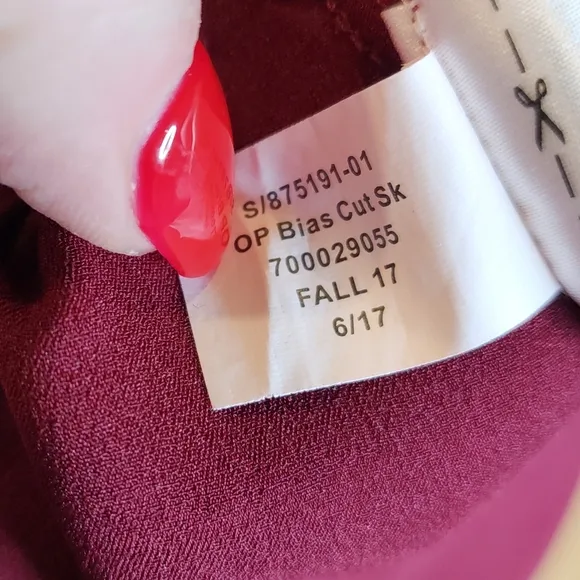 S/875191-01
OP Bias Cut Sk
700029055
FALL 17
6/17